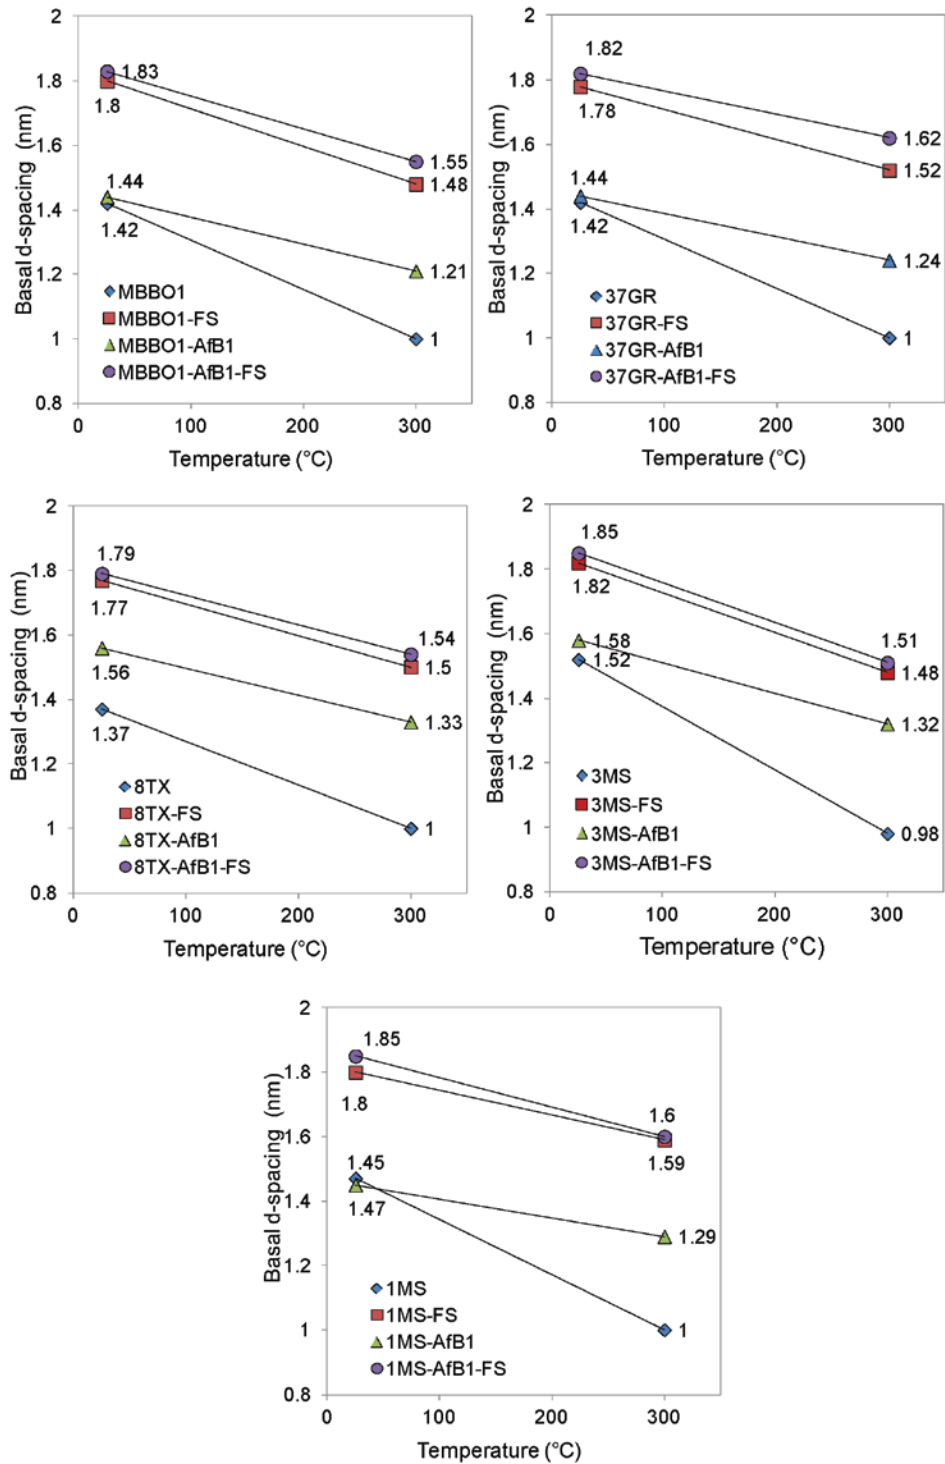 2
1.8
1.6
1.4
1.2
1
0.8
Basal d-spacing (nm)
1.83
1.8
1.44
1.42
1.55
1.48
1.21
1
MBBO1
MBBO1-FS
MBBO1-AfB1
MBBO1-AfB1-FS
0 100 200 300
Temperature (°C)
2
1.8
1.6
1.4
1.2
1
0.8
Basal d-spacing (nm)
1.82
1.78
1.44
1.42
1.62
1.52
1.24
1
37GR
37GR-FS
37GR-AfB1
37GR-AfB1-FS
0 100 200 300
Temperature (°C)
2
1.8
1.6
1.4
1.2
1
0.8
Basal d-spacing (nm)
1.79
1.77
1.56
1.37
1.54
1.5
1.33
1
8TX
8TX-FS
8TX-AfB1
8TX-AfB1-FS
0 100 200 300
Temperature (°C)
2
1.8
1.6
1.4
1.2
1
0.8
Basal d-spacing (nm)
1.85
1.82
1.58
1.52
1.51
1.48
1.32
0.98
3MS
3MS-FS
3MS-AfB1
3MS-AfB1-FS
0 100 200 300
Temperature (°C)
2
1.8
1.6
1.4
1.2
1
0.8
Basal d-spacing (nm)
1.85
1.8
1.45
1.47
1.6
1.59
1.29
1
1MS
1MS-FS
1MS-AfB1
1MS-AfB1-FS
0 100 200 300
Temperature (°C)